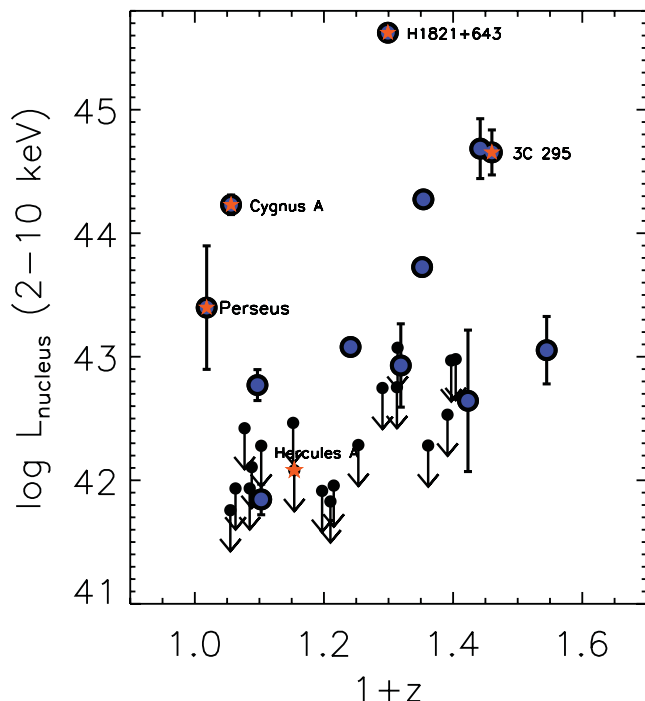 H1821+643
45
3C 295
Cygnus A
44
Perseus
43
Hercules A
42
41
log L_nucleus (2−10 keV)
1.0 1.2 1.4 1.6
1+z